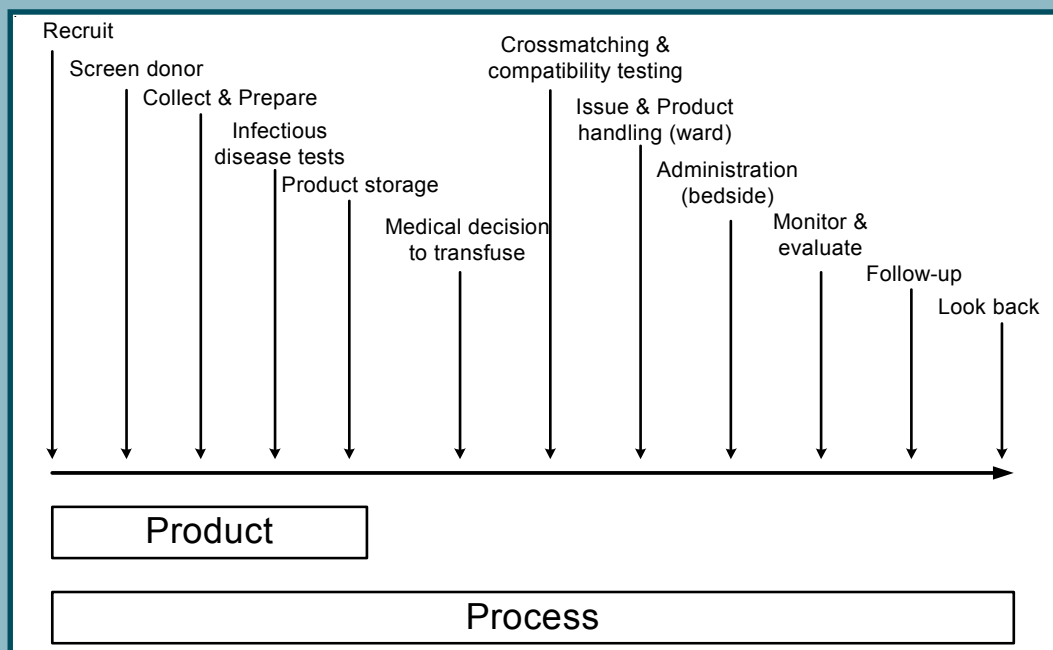 Recruit
Screen donor
Collect & Prepare
Infectious
disease tests
Product storage
Medical decision
to transfuse
Crossmatching &
compatibility testing
Issue & Product
handling (ward)
Administration
(bedside)
Monitor &
evaluate
Follow-up
Look back
Product
Process